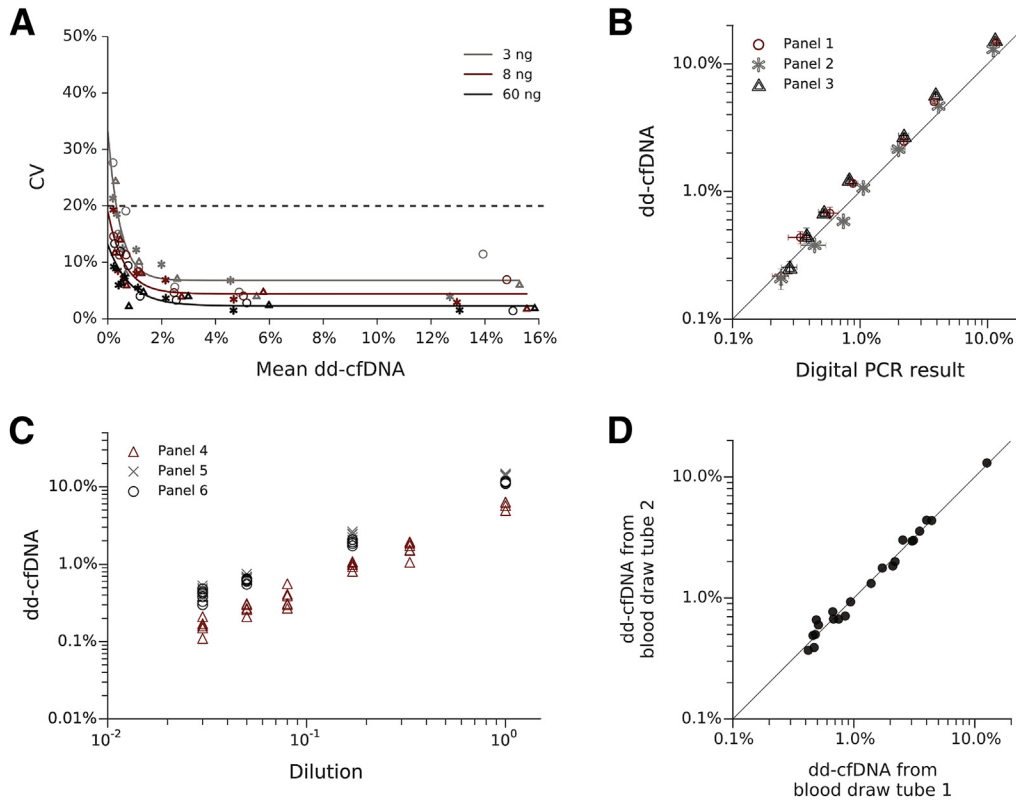 A
50%
40%
30%
20%
10%
0%
CV
0% 2% 4% 6% 8% 10% 12% 14% 16%
Mean dd-cfDNA
3 ng
8 ng
60 ng
B
10.0%
1.0%
0.1%
dd-cfDNA
0.1% 1.0% 10.0%
Digital PCR result
Panel 1
Panel 2
Panel 3
C
10.0%
1.0%
0.1%
0.01%
dd-cfDNA
10⁻² 10⁻¹ 10⁰
Dilution
Panel 4
Panel 5
Panel 6
D
10.0%
1.0%
0.1%
dd-cfDNA from
blood draw tube 2
0.1% 1.0% 10.0%
dd-cfDNA from
blood draw tube 1